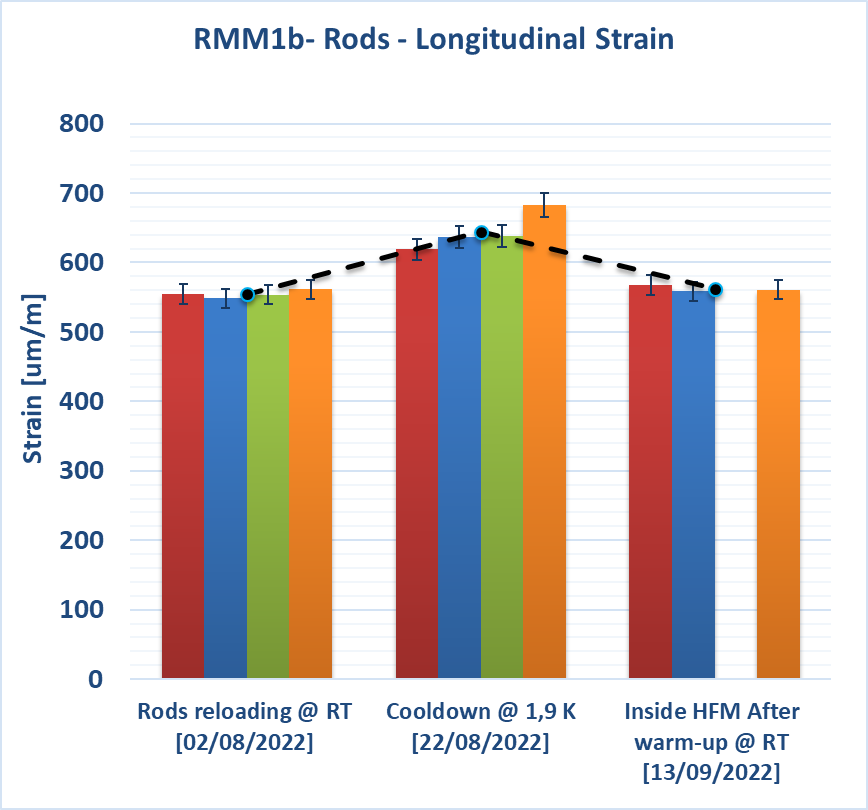 RMM1b- Rods - Longitudinal Strain
800
700
600
500
400
300
200
100
0
Strain [um/m]
Rods reloading @ RT
[02/08/2022]
Cooldown @ 1,9 K
[22/08/2022]
Inside HFM After
warm-up @ RT
[13/09/2022]